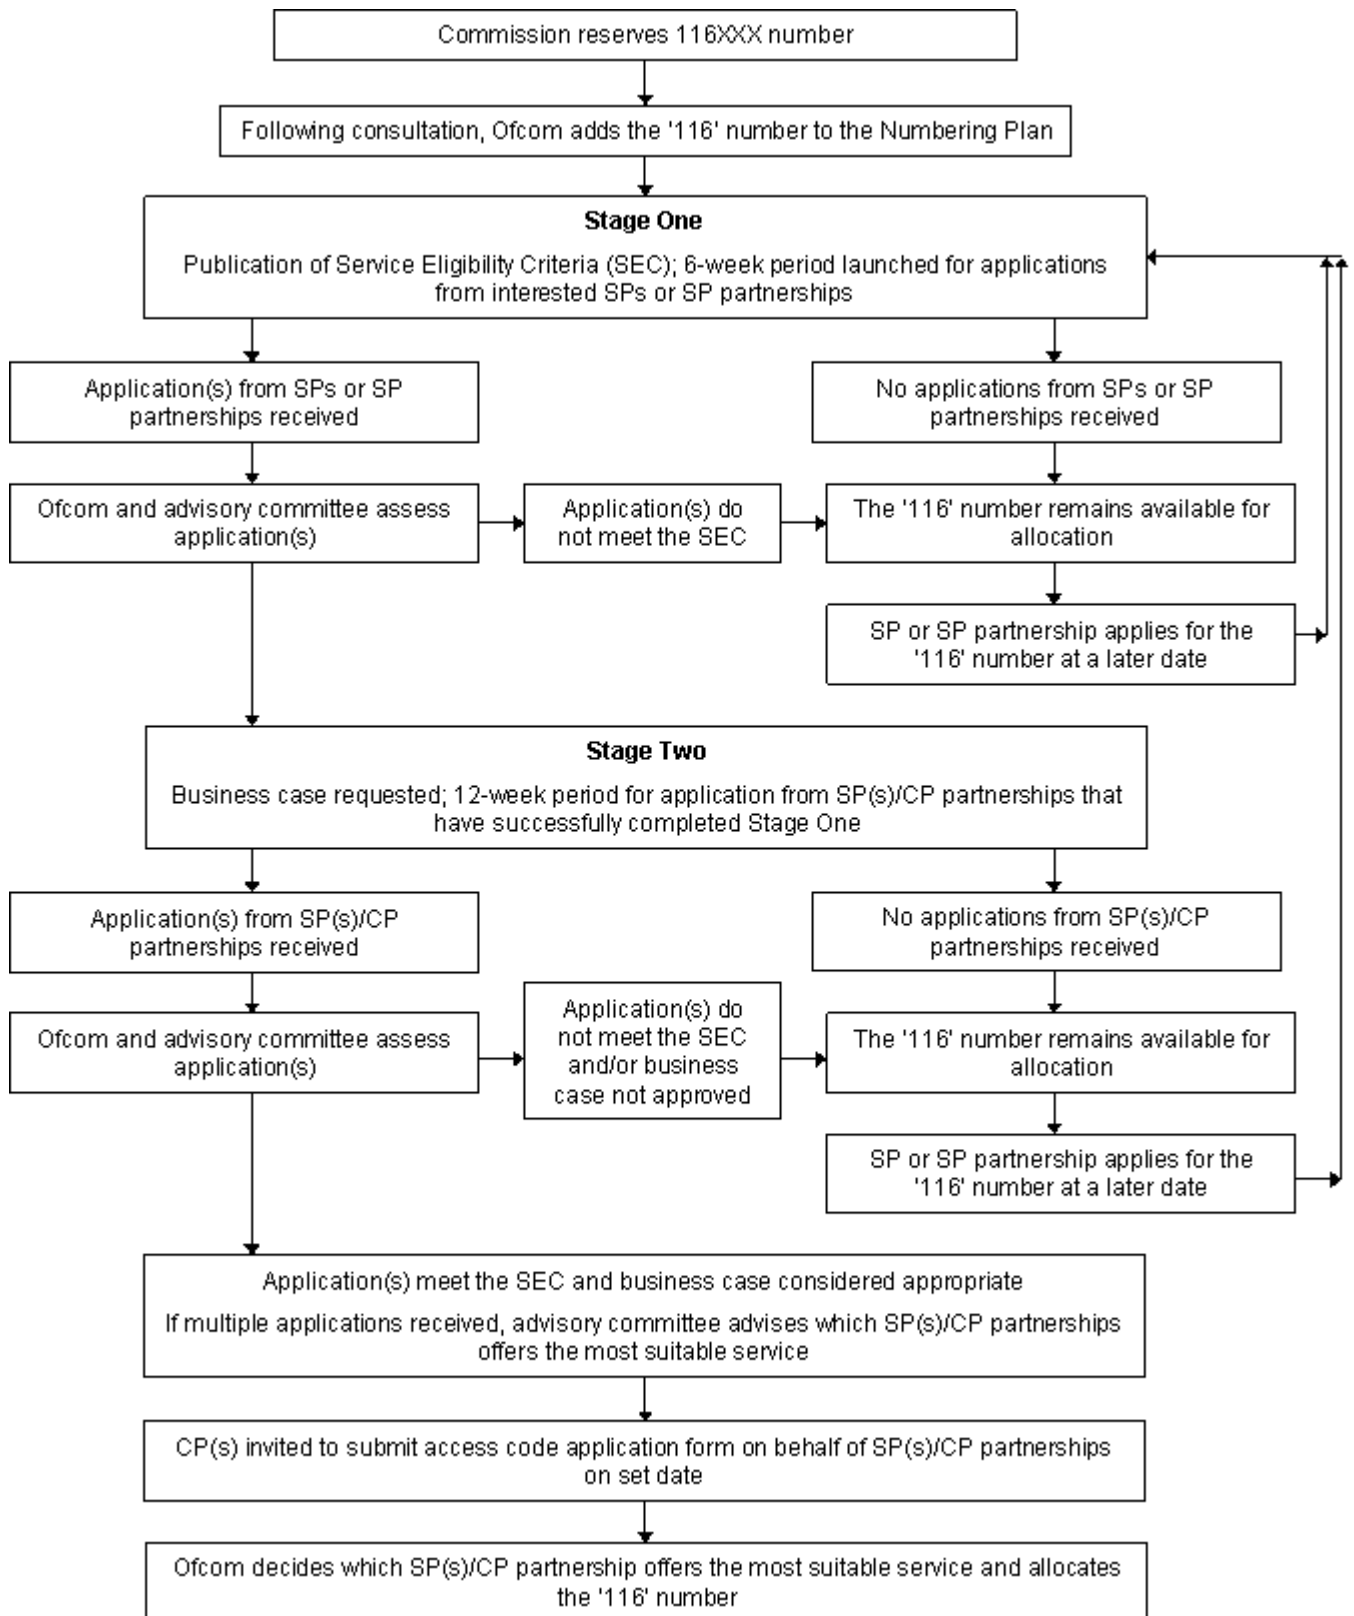 Commission reserves 116XXX number
Following consultation, Ofcom adds the '116' number to the Numbering Plan
Stage One
Publication of Service Eligibility Criteria (SEC); 6-week period launched for applications
from interested SPs or SP partnerships
Application(s) from SPs or SP
partnerships received
No applications from SPs or SP
partnerships received
Ofcom and advisory committee assess
application(s)
Application(s) do
not meet the SEC
The '116' number remains available for
allocation
SP or SP partnership applies for the
'116' number at a later date
Stage Two
Business case requested; 12-week period for application from SP(s)/CP partnerships that
have successfully completed Stage One
Application(s) from SP(s)/CP
partnerships received
No applications from SP(s)/CP
partnerships received
Ofcom and advisory committee assess
application(s)
Application(s) do
not meet the SEC
and/or business
case not approved
The '116' number remains available for
allocation
SP or SP partnership applies for the
'116' number at a later date
Application(s) meet the SEC and business case considered appropriate
If multiple applications received, advisory committee advises which SP(s)/CP partnerships
offers the most suitable service
CP(s) invited to submit access code application form on behalf of SP(s)/CP partnerships
on set date
Ofcom decides which SP(s)/CP partnership offers the most suitable service and allocates
the '116' number